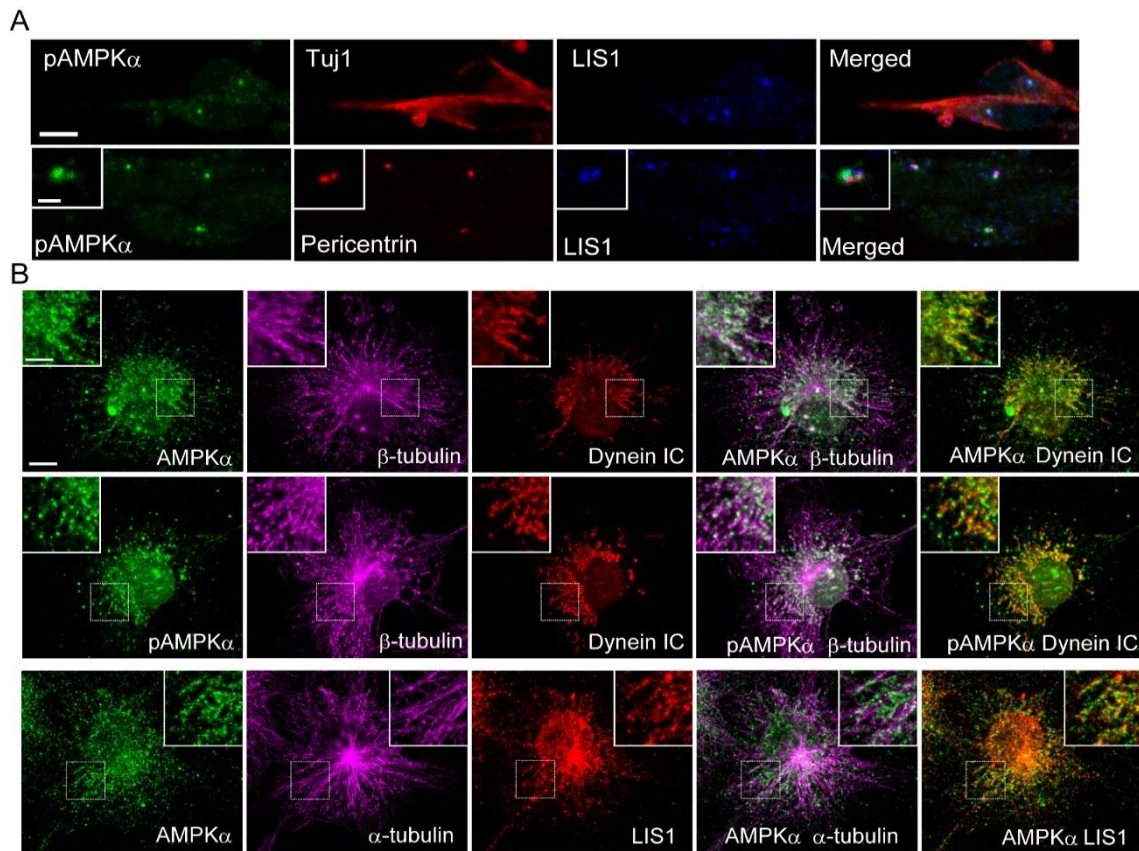 A
pAMPKα Tuj1 LIS1 Merged
pAMPKα Pericentrin LIS1 Merged
B
AMPKα β-tubulin Dynein IC AMPKα β-tubulin AMPKα Dynein IC
pAMPKα β-tubulin Dynein IC pAMPKα β-tubulin pAMPKα Dynein IC
AMPKα α-tubulin LIS1 AMPKα α-tubulin AMPKα LIS1